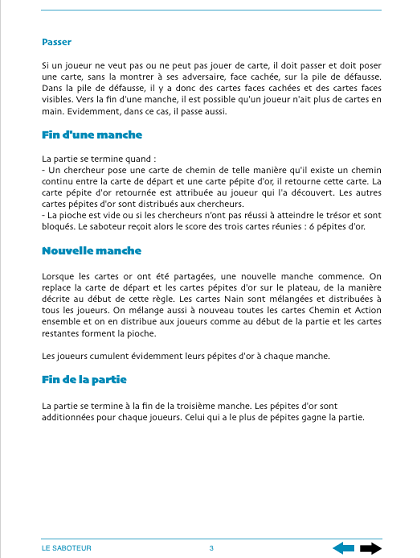 Passer
Si un joueur ne veut pas ou ne peut pas jouer de carte, il doit passer et doit poser
une carte, sans la montrer à ses adversaire, face cachée, sur la pile de défausse.
Dans la pile de défausse, il y a donc des cartes faces cachées et des cartes faces
visibles. Vers la fin d'une manche, il est possible qu'un joueur n'ait plus de cartes en
main. Evidemment, dans ce cas, il passe aussi.
Fin d'une manche
La partie se termine quand :
- Un chercheur pose une carte de chemin de telle manière qu'il existe un chemin
continu entre la carte de départ et une carte pépite d'or, il retourne cette carte. La
carte pépite d'or retournée est attribuée au joueur qui l'a découvert. Les autres
cartes pépites d'or sont distribués aux chercheurs.
- La pioche est vide ou si les chercheurs n'ont pas réussi à atteindre le trésor et sont
bloqués. Le saboteur reçoit alors le score des trois cartes réunies : 6 pépites d'or.
Nouvelle manche
Lorsque les cartes or ont été partagées, une nouvelle manche commence. On
replace la carte de départ et les cartes pépites d'or sur le plateau, de la manière
décrite au début de cette règle. Les cartes Nain sont mélangées et distribuées à
tous les joueurs. On mélange aussi à nouveau toutes les cartes Chemin et Action
ensemble et on en distribue aux joueurs comme au début de la partie et les cartes
restantes forment la pioche.
Les joueurs cumulent évidemment leurs pépites d'or à chaque manche.
Fin de la partie
La partie se termine à la fin de la troisième manche. Les pépites d'or sont
additionnées pour chaque joueurs. Celui qui a le plus de pépites gagne la partie.
LE SABOTEUR
3